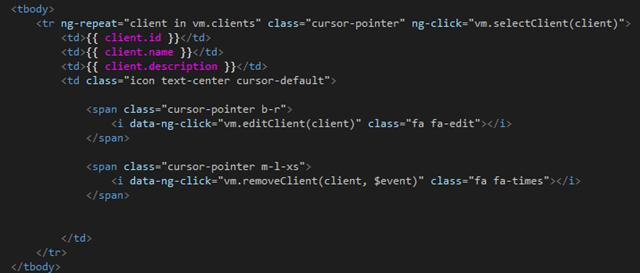 <tbody>
<tr ng-repeat="client in vm.clients" class="cursor-pointer" ng-click="vm.selectClient(client)">
<td>{{ client.id }}</td>
<td>{{ client.name }}</td>
<td>{{ client.description }}</td>
<td class="icon text-center cursor-default">
<span class="cursor-pointer b-r">
<i data-ng-click="vm.editClient(client)" class="fa fa-edit"></i>
</span>
<span class="cursor-pointer m-l-xs">
<i data-ng-click="vm.removeClient(client, $event)" class="fa fa-times"></i>
</span>
</td>
</tr>
</tbody>